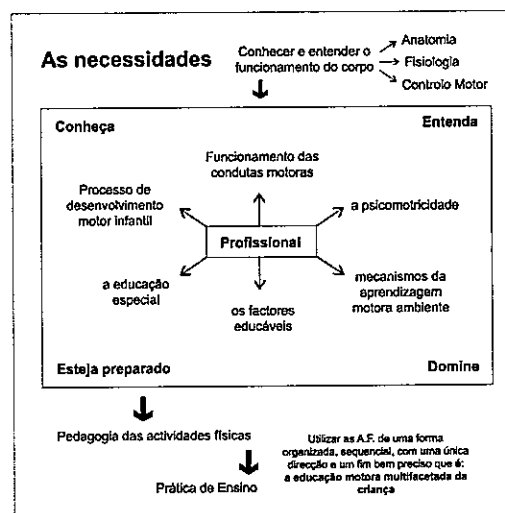 As necessidades
Conhecer e entender o
funcionamento do corpo
Anatomia
Fisiologia
Controlo Motor
Conheça
Entenda
Funcionamento das
condutas motoras
Processo de
desenvolvimento
motor infantil
a psicomotricidade
Profissional
a educação
especial
os factores
educáveis
mecanismos da
aprendizagem
motora ambiente
Esteja preparado
Domine
Pedagogia das actividades físicas
Prática de Ensino
Utilizar as A.F. de uma forma
organizada, sequencial, com uma única
direcção e um fim bem preciso que é:
a educação motora multifacetada da
criança